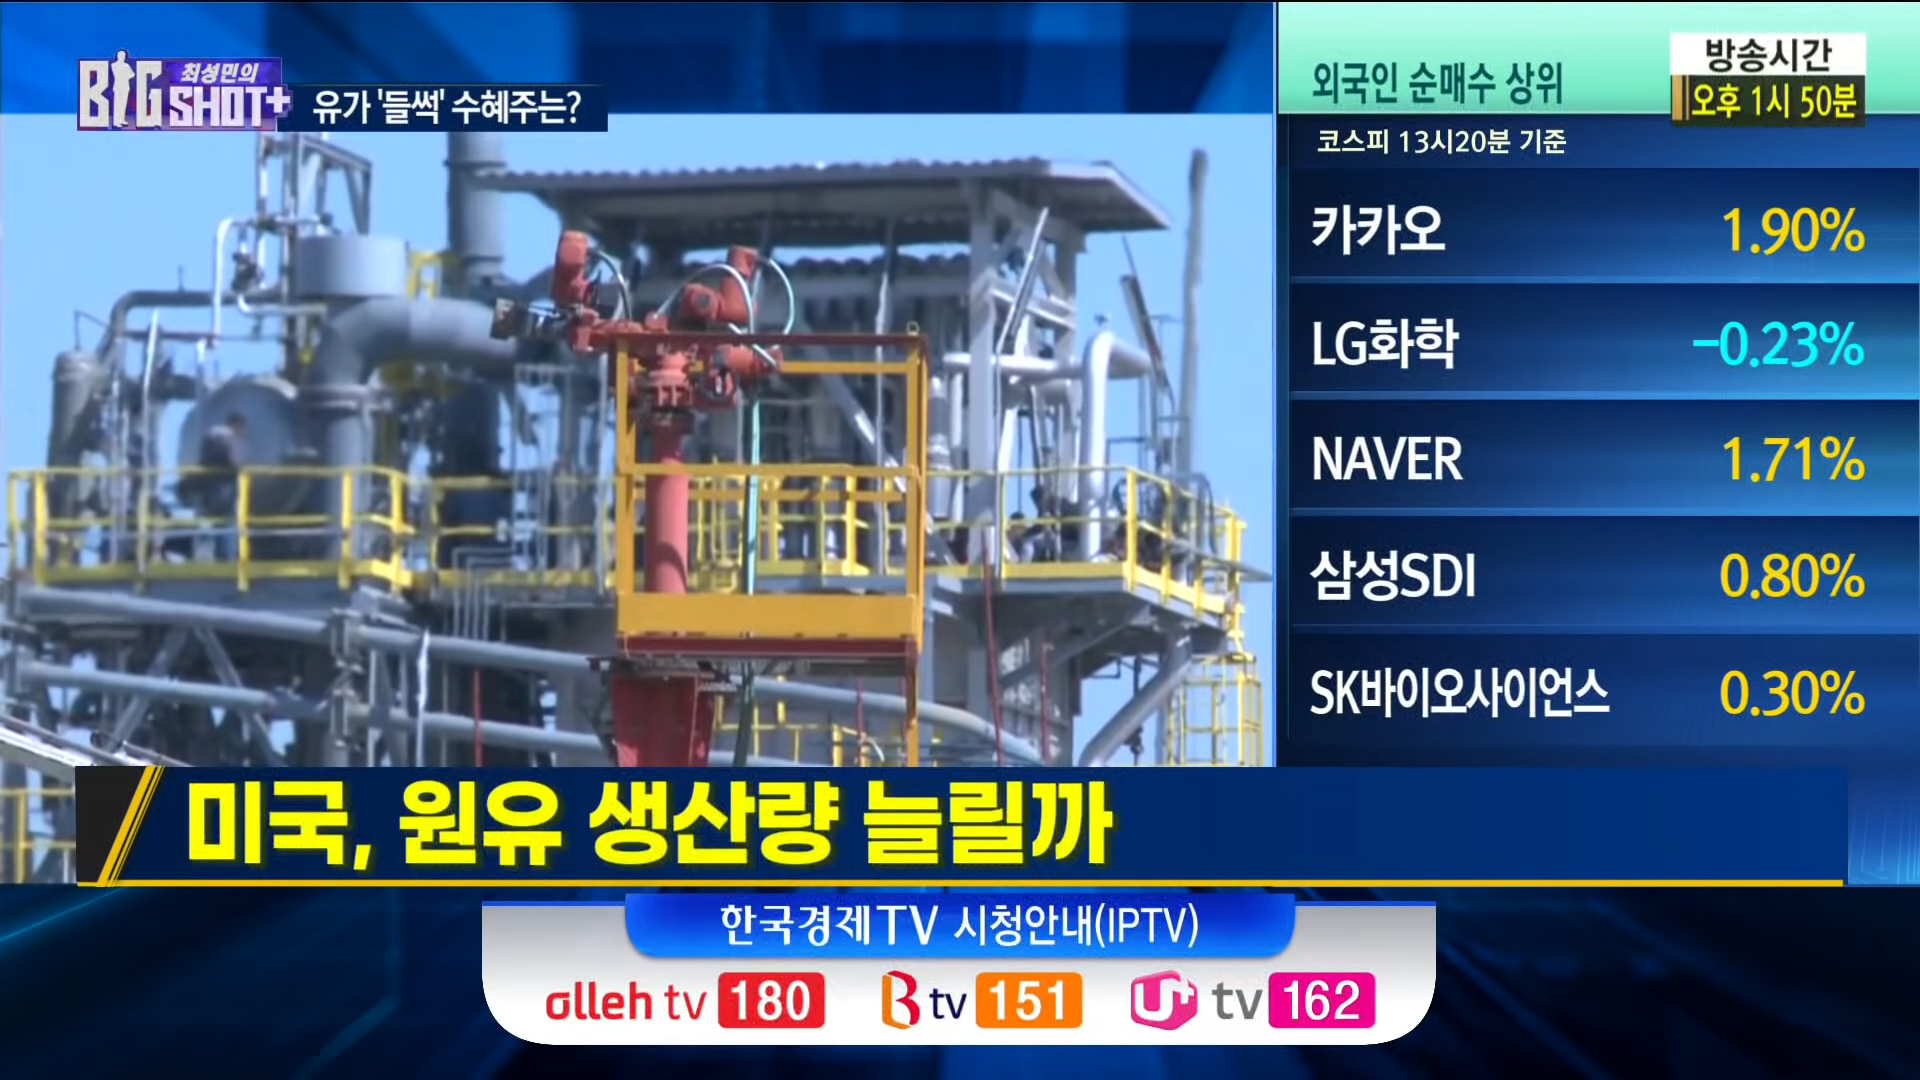 BIG
최성민의
SHOT+
유가 '들썩' 수혜주는?
외국인 순매수 상위
방송시간
오후 1시 50분
코스피 13시20분 기준
카카오 1.90%
LG화학 -0.23%
NAVER 1.71%
삼성SDI 0.80%
SK바이오사이언스 0.30%
미국, 원유 생산량 늘릴까
한국경제TV 시청안내(IPTV)
olleh tv 180 B tv 151 U+ tv 162